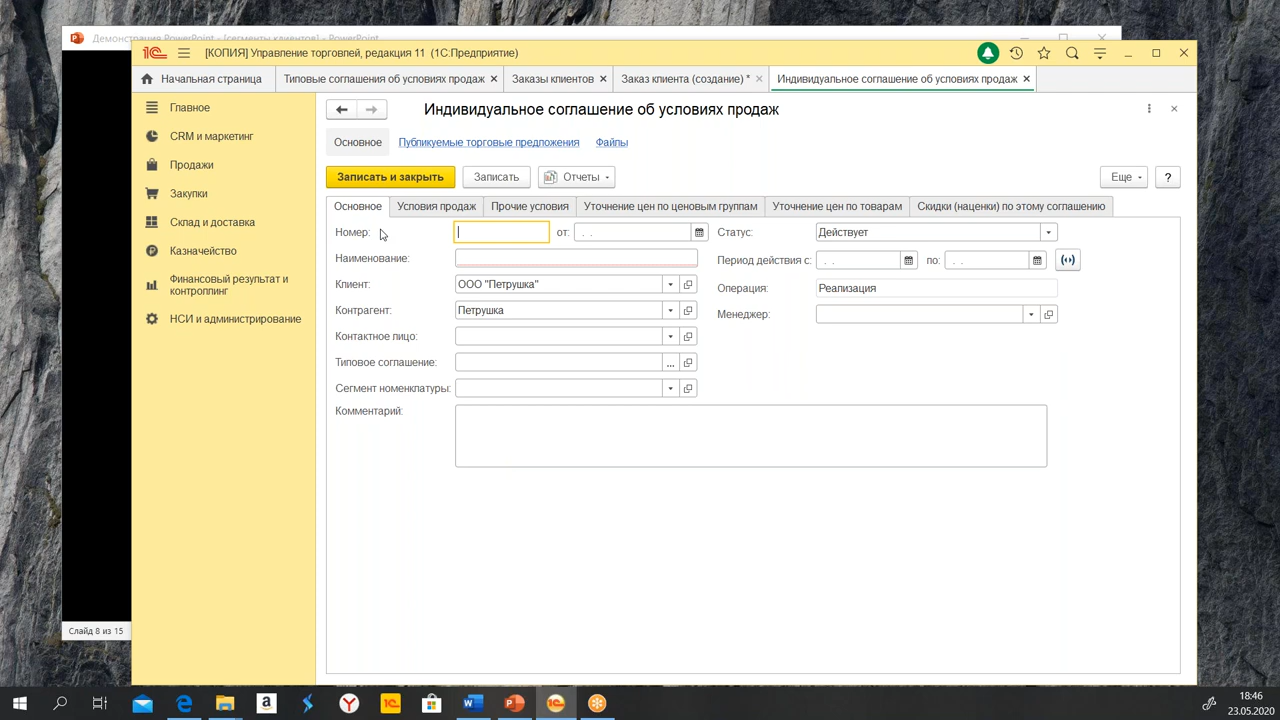 Демонстрация PowerPoint - [сегменты клиентов] - PowerPoint
[КОПИЯ] Управление торговлей, редакция 11 (1С:Предприятие)
Начальная страница
Типовые соглашения об условиях продаж
Заказы клиентов
Заказ клиента (создание) *
Индивидуальное соглашение об условиях продаж
Главное
CRM и маркетинг
Продажи
Закупки
Склад и доставка
Казначейство
Финансовый результат и
контроллинг
НСИ и администрирование
Индивидуальное соглашение об условиях продаж
Основное
Публикуемые торговые предложения
Файлы
Записать и закрыть
Записать
Отчеты
Еще
?
Основное
Условия продаж
Прочие условия
Уточнение цен по ценовым группам
Уточнение цен по товарам
Скидки (наценки) по этому соглашению
Номер:
от:
. .
Статус:
Действует
Наименование:
Период действия с:
. .
по:
. .
Клиент:
ООО "Петрушка"
Операция:
Реализация
Контрагент:
Петрушка
Менеджер:
Контактное лицо:
Типовое соглашение:
...
Сегмент номенклатуры:
Комментарий:
Слайд 8 из 15
18:46
23.05.2020